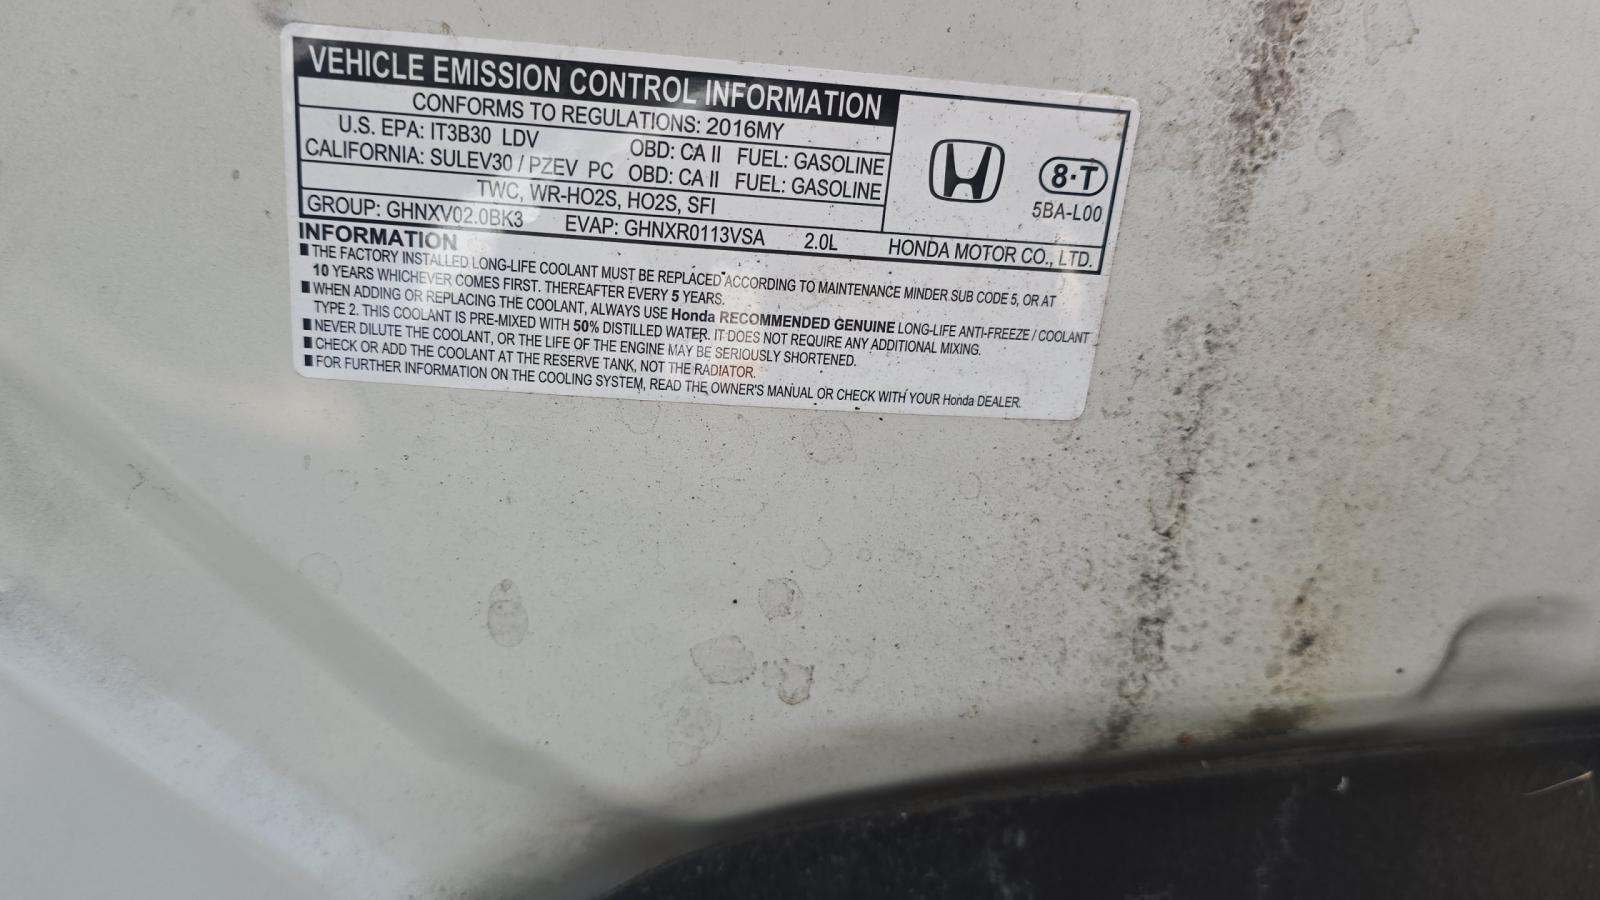 VEHICLE EMISSION CONTROL INFORMATION
CONFORMS TO REGULATIONS: 2016MY
U.S. EPA: IT3B30 LDV OBD: CA II FUEL: GASOLINE
CALIFORNIA: SULEV30 / PZEV PC OBD: CA II FUEL: GASOLINE
TWC, WR-HO2S, HO2S, SFI
8·T
5BA-L00
GROUP: GHNXV02.0BK3 EVAP: GHNXR0113VSA 2.0L HONDA MOTOR CO., LTD.
INFORMATION
■ THE FACTORY INSTALLED LONG-LIFE COOLANT MUST BE REPLACED ACCORDING TO MAINTENANCE MINDER SUB CODE 5, OR AT
10 YEARS WHICHEVER COMES FIRST. THEREAFTER EVERY 5 YEARS.
■ WHEN ADDING OR REPLACING THE COOLANT, ALWAYS USE Honda RECOMMENDED GENUINE LONG-LIFE ANTI-FREEZE / COOLANT
TYPE 2. THIS COOLANT IS PRE-MIXED WITH 50% DISTILLED WATER. IT DOES NOT REQUIRE ANY ADDITIONAL MIXING.
■ NEVER DILUTE THE COOLANT, OR THE LIFE OF THE ENGINE MAY BE SERIOUSLY SHORTENED.
■ CHECK OR ADD THE COOLANT AT THE RESERVE TANK, NOT THE RADIATOR.
■ FOR FURTHER INFORMATION ON THE COOLING SYSTEM, READ THE OWNER'S MANUAL OR CHECK WITH YOUR Honda DEALER.